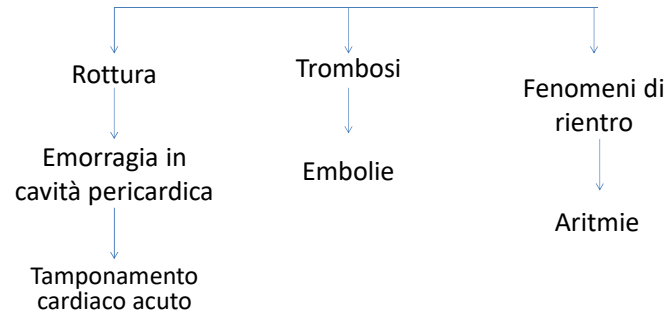 Rottura
Emorragia in
cavità pericardica
Tamponamento
cardiaco acuto
Trombosi
Embolie
Fenomeni di
rientro
Aritmie